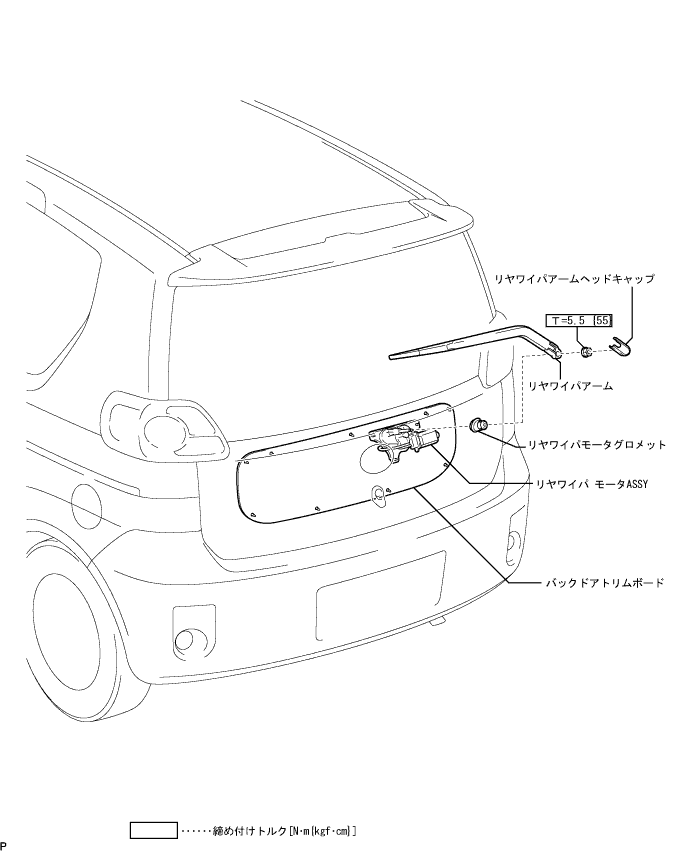 リヤワイパアームヘッドキャップ
T=5.5 {55}
リヤワイパアーム
リヤワイパモータグロメット
リヤワイパ モータASSY
バックドアトリムボード
‥‥‥締め付けトルク[N·m{kgf·cm}]
P